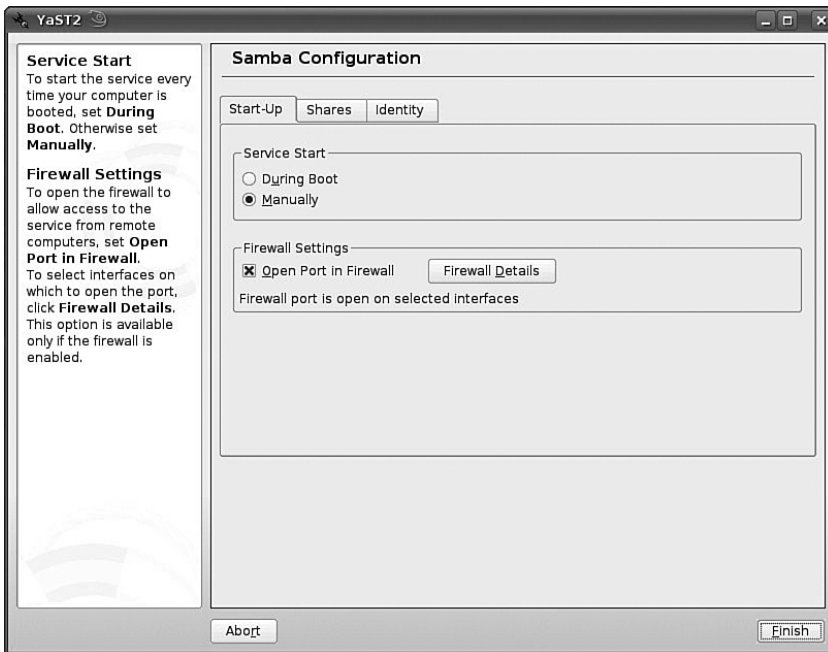 YaST2
Service Start
To start the service every
time your computer is
booted, set During
Boot. Otherwise set
Manually.
Firewall Settings
To open the firewall to
allow access to the
service from remote
computers, set Open
Port in Firewall.
To select interfaces on
which to open the port,
click Firewall Details.
This option is available
only if the firewall is
enabled.
Samba Configuration
Start-Up Shares Identity
Service Start
During Boot
Manually
Firewall Settings
Open Port in Firewall Firewall Details
Firewall port is open on selected interfaces
Abort Finish